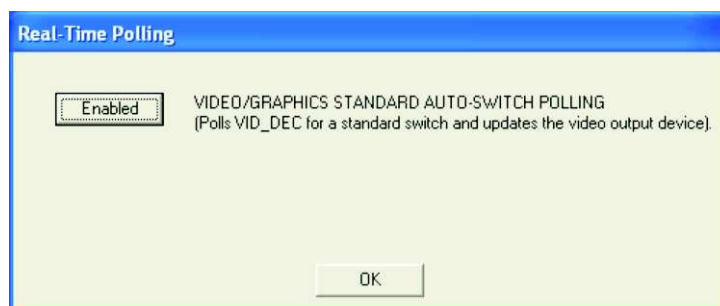 Real-Time Polling
Enabled
VIDEO/GRAPHICS STANDARD AUTO-SWITCH POLLING
(Polls VID_DEC for a standard switch and updates the video output device).
OK